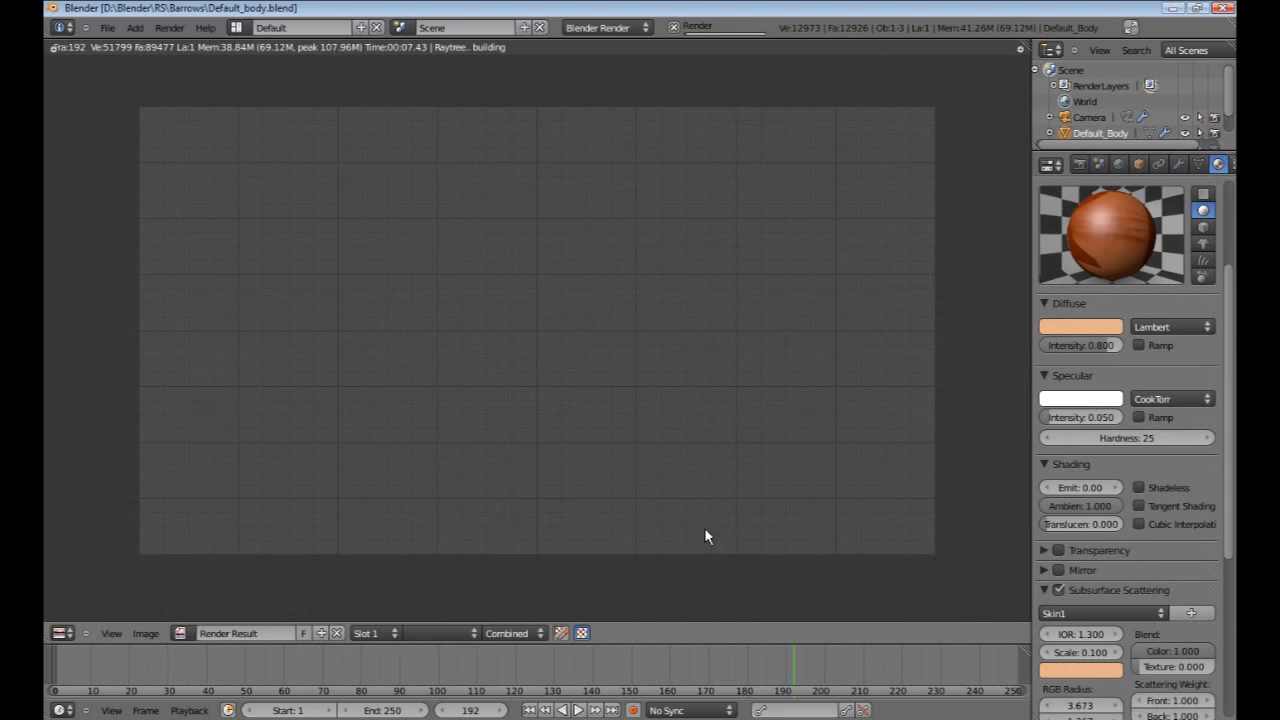 Blender [D:\Blender\RS\Barrows\Default_body.blend]
File Add Render Help Default Scene Blender Render Render Ve:12973 | Fa:12926 | Ob:1-3 | La:1 | Mem:41.26M (69.12M) | Default_Body
Fra:192 Ve:51799 Fa:89477 La:1 Mem:38.84M (69.12M, peak 107.96M) Time:00:07.43 | Raytree.. building
View Search All Scenes
Scene
RenderLayers |
World
Camera |
Default_Body |
Diffuse
Lambert
Intensity: 0.800 Ramp
Specular
CookTorr
Intensity: 0.050 Ramp
Hardness: 25
Shading
Emit: 0.00 Shadeless
Ambien: 1.000 Tangent Shading
Translucen: 0.000 Cubic Interpolati
Transparency
Mirror
Subsurface Scattering
Skin1
IOR: 1.300 Blend:
Scale: 0.100 Color: 1.000
Texture: 0.000
RGB Radius: Scattering Weight:
3.673 Front: 1.000
Back: 1.000
View Image Render Result F Slot 1 Combined
0 10 20 30 40 50 60 70 80 90 100 110 120 130 140 150 160 170 180 190 200 210 220 230 240 250
View Frame Playback Start: 1 End: 250 192 No Sync